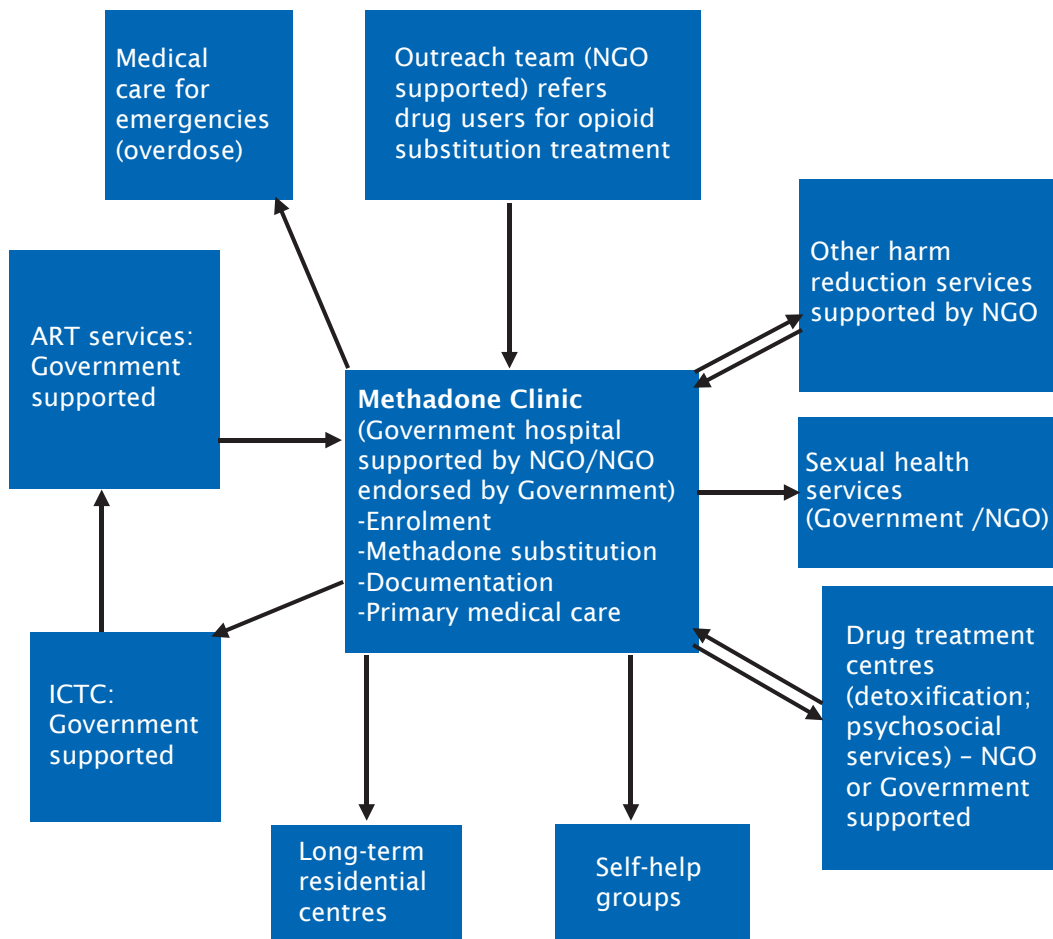 Medical
care for
emergencies
(overdose)
Outreach team (NGO
supported) refers
drug users for opioid
substitution treatment
Other harm
reduction services
supported by NGO
ART services:
Government
supported
Methadone Clinic
(Government hospital
supported by NGO/NGO
endorsed by Government)
-Enrolment
-Methadone substitution
-Documentation
-Primary medical care
Sexual health
services
(Government /NGO)
ICTC:
Government
supported
Drug treatment
centres
(detoxification;
psychosocial
services) – NGO
or Government
supported
Long-term
residential
centres
Self-help
groups